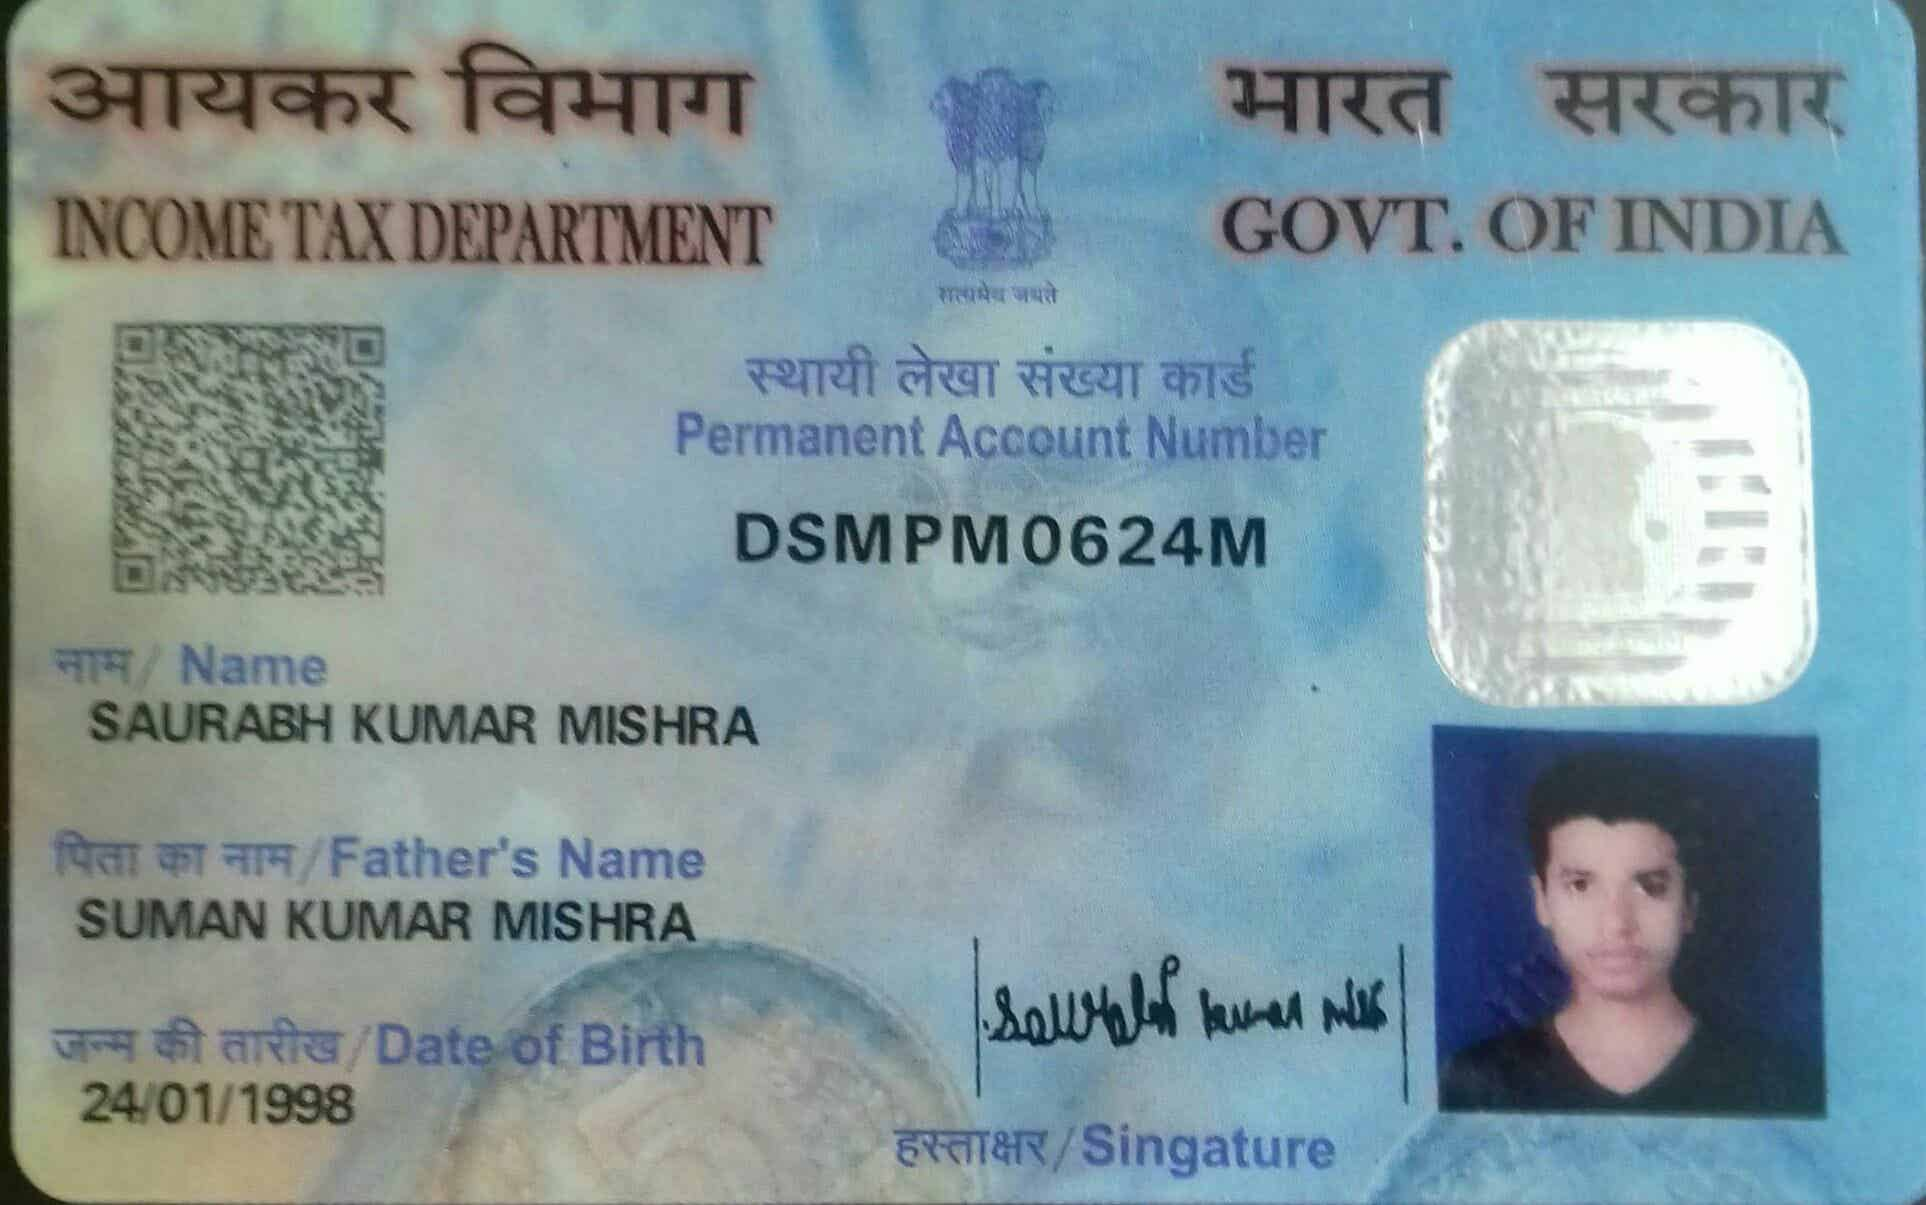 आयकर विभाग
INCOME TAX DEPARTMENT
सत्यमेव जयते
भारत सरकार
GOVT. OF INDIA
स्थायी लेखा संख्या कार्ड
Permanent Account Number
DSMPM0624M
नाम/ Name
SAURABH KUMAR MISHRA
पिता का नाम/Father's Name
SUMAN KUMAR MISHRA
जन्म की तारीख/Date of Birth
24/01/1998
Saurabh Kumar
हस्ताक्षर/Singature